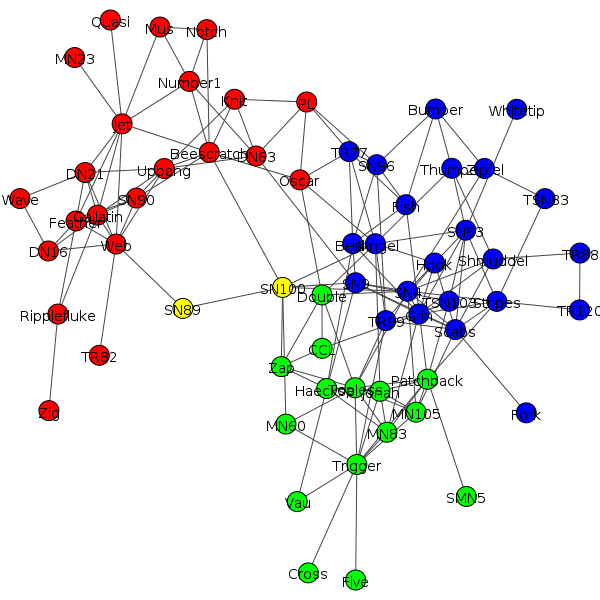 Quasi
Mus
Notch
MN23
Number1
Knit
PL
Bumper
Whitetip
Jet
Beescratch
DN63
TR77
SN96
Thumper
Zipfel
DN21
Upbang
Oscar
Wave
SN90
Fish
TSN83
Feather
Gallatin
SN63
DN16
Web
Beak
Angel
Hook
Shmuddel
TR88
SN100
Double
SN9
SN4
TSN103
Stripes
SN89
Ripplefluke
TR99
Grin
Scabs
TR120
TR82
CCL
Zap
Haecksel
Topless
Jonah
Patchback
Zig
MN60
MN105
Fork
MN83
Trigger
Vau
SMN5
Cross
Five